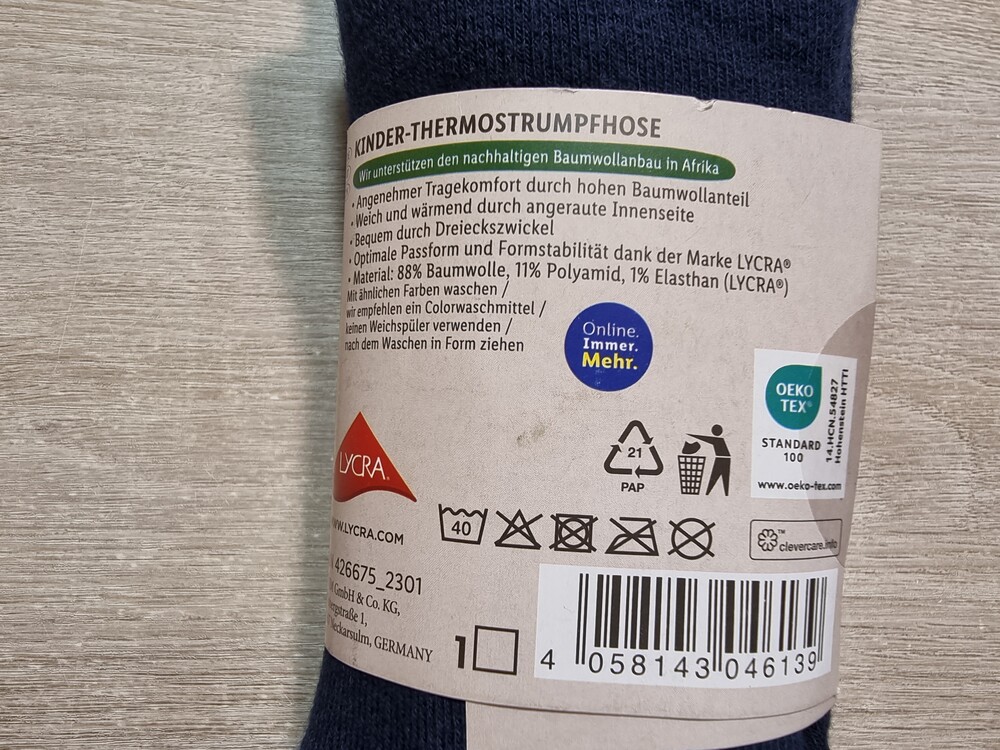 KINDER-THERMOSTRUMPFHOSE
Wir unterstützen den nachhaltigen Baumwollanbau in Afrika
• Angenehmer Tragekomfort durch hohen Baumwollanteil
• Weich und wärmend durch angeraute Innenseite
• Bequem durch Dreieckszwickel
• Optimale Passform und Formstabilität dank der Marke LYCRA®
• Material: 88% Baumwolle, 11% Polyamid, 1% Elasthan (LYCRA®)
Mit ähnlichen Farben waschen /
wir empfehlen ein Colorwaschmittel /
keinen Weichspüler verwenden /
nach dem Waschen in Form ziehen
Online.
Immer.
Mehr.
OEKO
TEX®
STANDARD
100
14.HCN.54827
Hohenstein HTTI
www.oeko-tex.com
21
PAP
LYCRA®
WWW.LYCRA.COM
40
clevercare.info™
426675_2301
GmbH & Co. KG,
1,
Neckarsulm, GERMANY
1
4 058143 046139